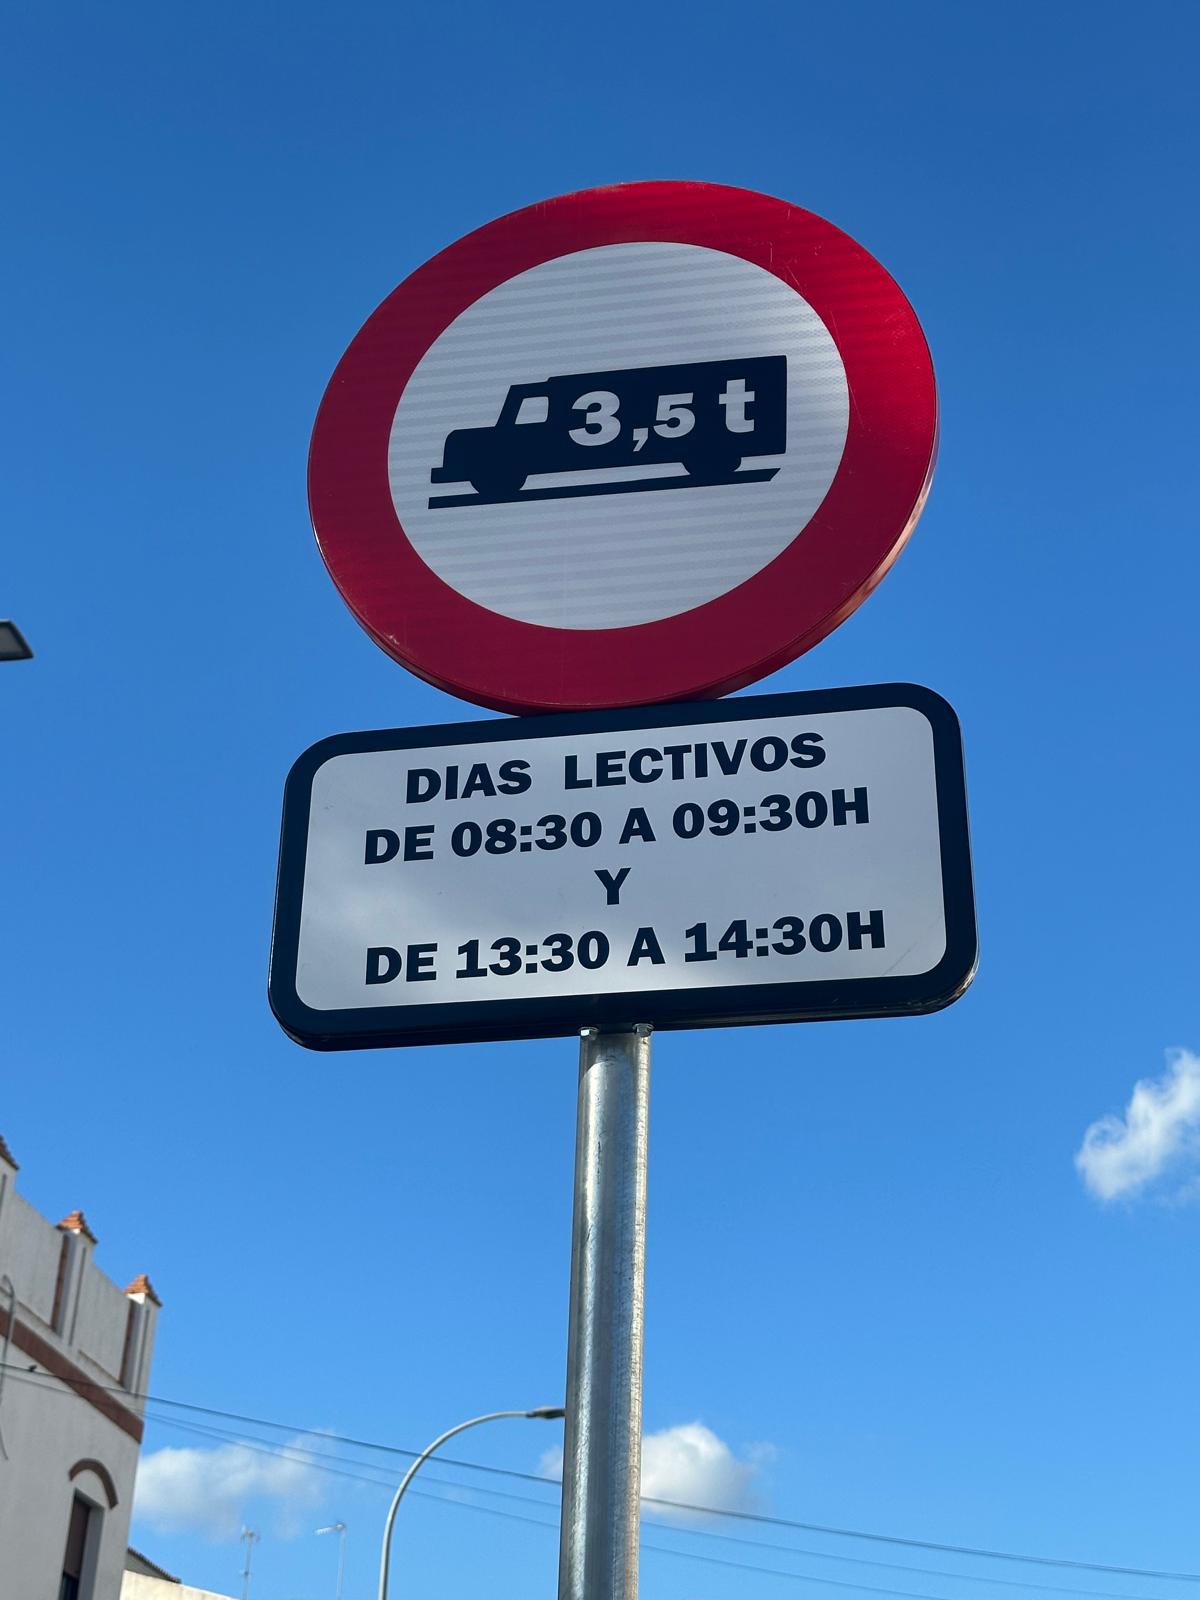 3,5 t
DIAS LECTIVOS
DE 08:30 A 09:30H
Y
DE 13:30 A 14:30H